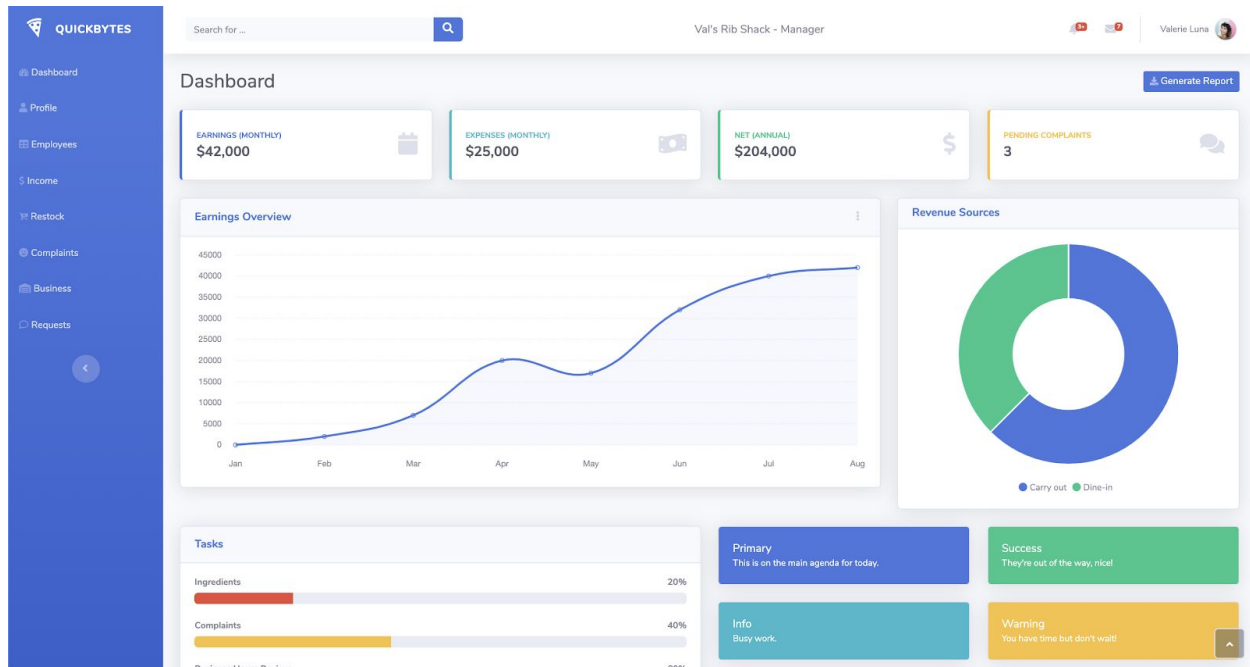 QUICKBYTES
Search for ...
Val's Rib Shack - Manager
3+
7
Valerie Luna
Dashboard
Profile
Employees
$ Income
Restock
Complaints
Business
Requests
Dashboard
Generate Report
EARNINGS (MONTHLY)
$42,000
EXPENSES (MONTHLY)
$25,000
NET (ANNUAL)
$204,000
PENDING COMPLAINTS
3
Earnings Overview
45000
40000
35000
30000
25000
20000
15000
10000
5000
0
Jan Feb Mar Apr May Jun Jul Aug
Revenue Sources
Carry out Dine-in
Tasks
Ingredients 20%
Complaints 40%
Primary
This is on the main agenda for today.
Success
They're out of the way, nice!
Info
Busy work.
Warning
You have time but don't wait!